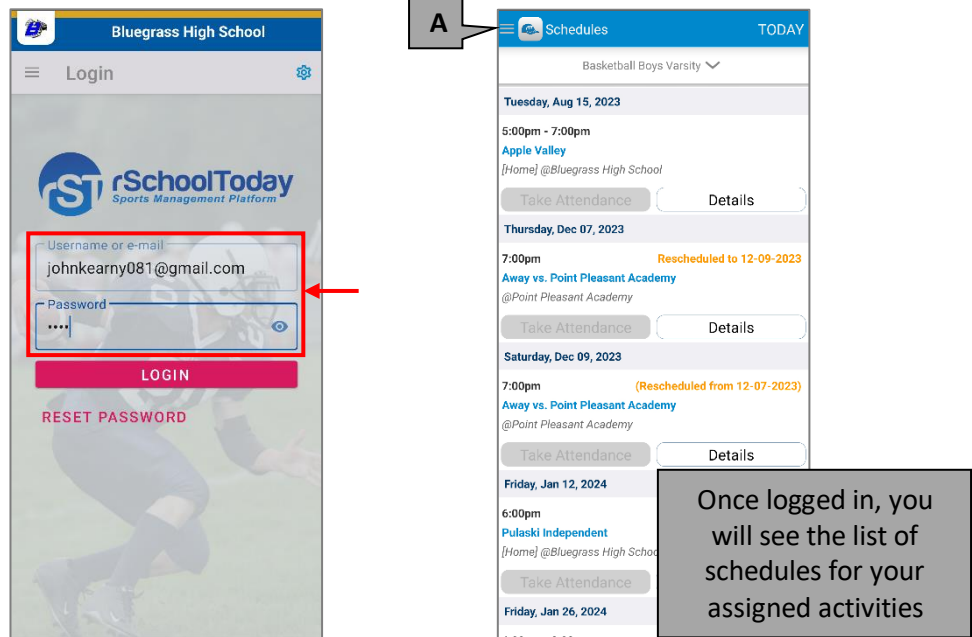 Bluegrass High School
Login
rSchoolToday
Sports Management Platform
Username or e-mail
johnkearny081@gmail.com
Password
••••
LOGIN
RESET PASSWORD
A
Schedules TODAY
Basketball Boys Varsity
Tuesday, Aug 15, 2023
5:00pm - 7:00pm
Apple Valley
[Home] @Bluegrass High School
Take Attendance Details
Thursday, Dec 07, 2023
7:00pm Rescheduled to 12-09-2023
Away vs. Point Pleasant Academy
@Point Pleasant Academy
Take Attendance Details
Saturday, Dec 09, 2023
7:00pm (Rescheduled from 12-07-2023)
Away vs. Point Pleasant Academy
@Point Pleasant Academy
Take Attendance Details
Friday, Jan 12, 2024
6:00pm
Pulaski Independent
[Home] @Bluegrass High Schoo
Take Attendance
Friday, Jan 26, 2024
Once logged in, you
will see the list of
schedules for your
assigned activities